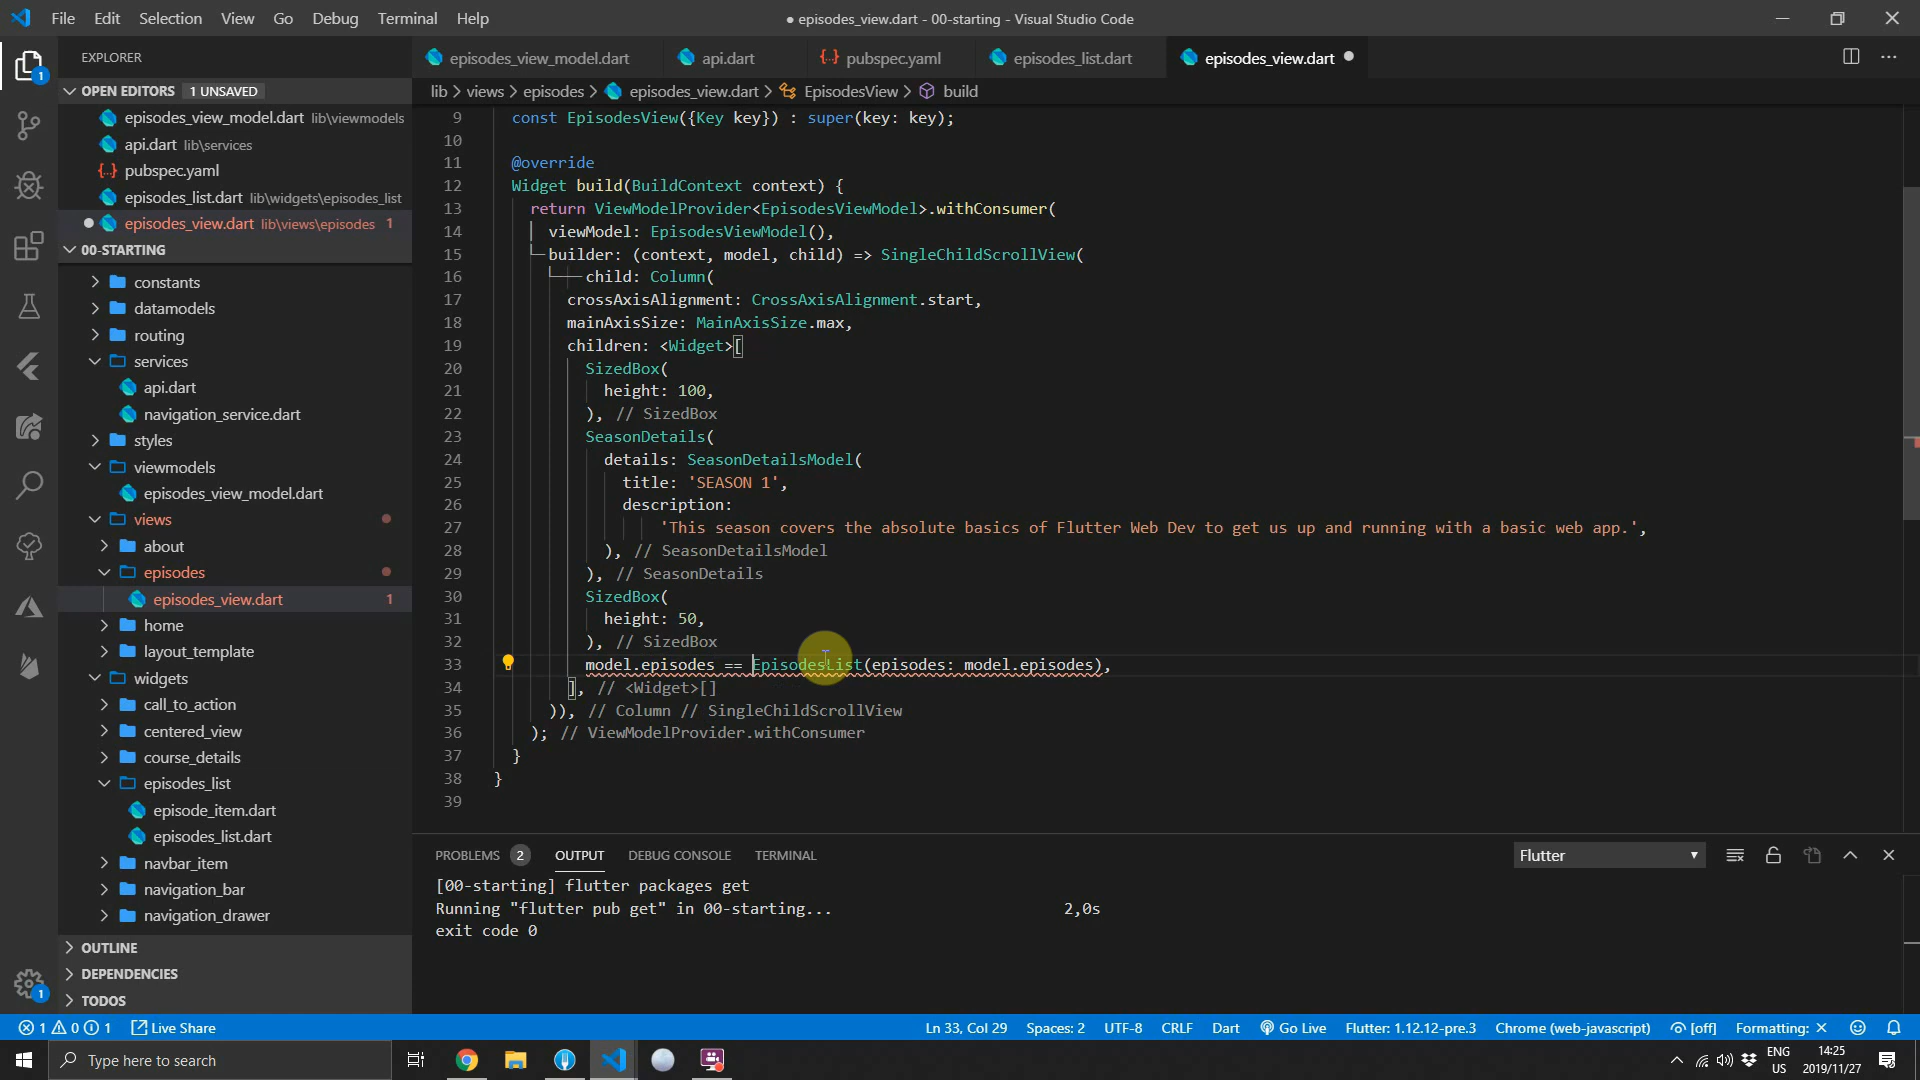 File Edit Selection View Go Debug Terminal Help
● episodes_view.dart - 00-starting - Visual Studio Code
EXPLORER
OPEN EDITORS 1 UNSAVED
episodes_view_model.dart lib\viewmodels
api.dart lib\services
pubspec.yaml
episodes_list.dart lib\widgets\episodes_list
episodes_view.dart lib\views\episodes 1
00-STARTING
constants
datamodels
routing
services
api.dart
navigation_service.dart
styles
viewmodels
episodes_view_model.dart
views
about
episodes
episodes_view.dart 1
home
layout_template
widgets
call_to_action
centered_view
course_details
episodes_list
episode_item.dart
episodes_list.dart
navbar_item
navigation_bar
navigation_drawer
OUTLINE
DEPENDENCIES
TODOS
1
1
episodes_view_model.dart api.dart pubspec.yaml episodes_list.dart episodes_view.dart
lib > views > episodes > episodes_view.dart > EpisodesView > build
9 const EpisodesView({Key key}) : super(key: key);
10
11 @override
12 Widget build(BuildContext context) {
13 return ViewModelProvider<EpisodesViewModel>.withConsumer(
14 viewModel: EpisodesViewModel(),
15 builder: (context, model, child) => SingleChildScrollView(
16 child: Column(
17 crossAxisAlignment: CrossAxisAlignment.start,
18 mainAxisSize: MainAxisSize.max,
19 children: <Widget>[
20 SizedBox(
21 height: 100,
22 ), // SizedBox
23 SeasonDetails(
24 details: SeasonDetailsModel(
25 title: 'SEASON 1',
26 description:
27 'This season covers the absolute basics of Flutter Web Dev to get us up and running with a basic web app.',
28 ), // SeasonDetailsModel
29 ), // SeasonDetails
30 SizedBox(
31 height: 50,
32 ), // SizedBox
33 model.episodes == EpisodesList(episodes: model.episodes),
34 ], // <Widget>[]
35 )), // Column // SingleChildScrollView
36 ); // ViewModelProvider.withConsumer
37 }
38 }
39
PROBLEMS 2 OUTPUT DEBUG CONSOLE TERMINAL Flutter
[00-starting] flutter packages get
Running "flutter pub get" in 00-starting... 2,0s
exit code 0
1 0 1 Live Share Ln 33, Col 29 Spaces: 2 UTF-8 CRLF Dart Go Live Flutter: 1.12.12-pre.3 Chrome (web-javascript) [off] Formatting: ✕
Type here to search
ENG
US
14:25
2019/11/27